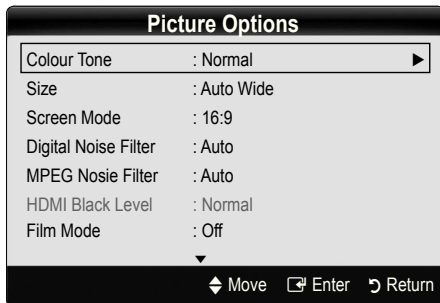 Picture Options
Colour Tone : Normal
Size : Auto Wide
Screen Mode : 16:9
Digital Noise Filter : Auto
MPEG Nosie Filter : Auto
HDMI Black Level : Normal
Film Mode : Off
Move Enter Return